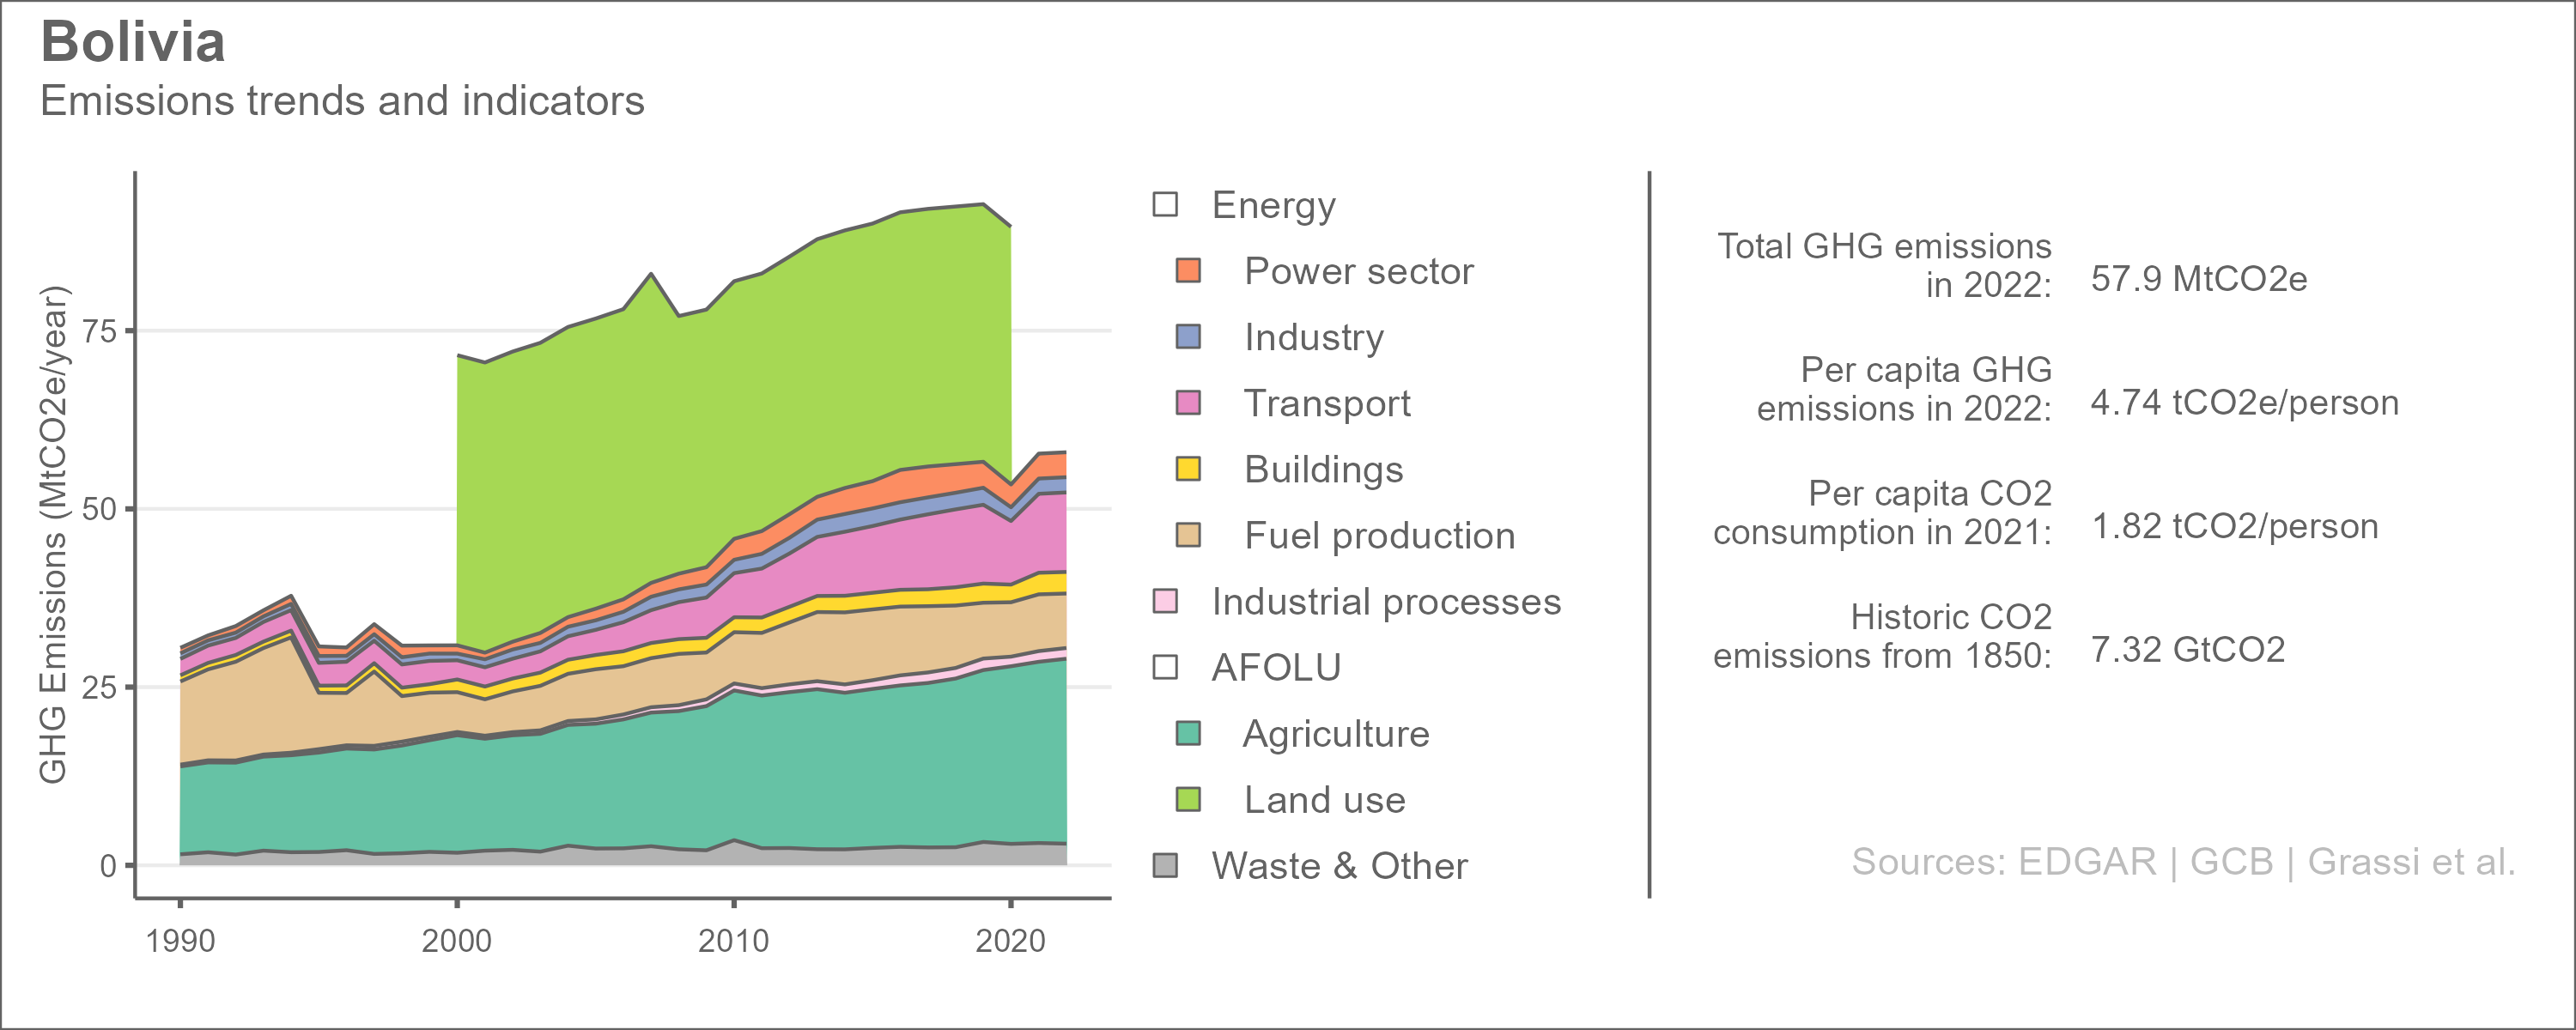 Bolivia
Emissions trends and indicators
GHG Emissions (MtCO2e/year)
75
50
25
0
1990
2000
2010
2020
Energy
Power sector
Industry
Transport
Buildings
Fuel production
Industrial processes
AFOLU
Agriculture
Land use
Waste & Other
Total GHG emissions
in 2022:
57.9 MtCO2e
Per capita GHG
emissions in 2022:
4.74 tCO2e/person
Per capita CO2
consumption in 2021:
1.82 tCO2/person
Historic CO2
emissions from 1850:
7.32 GtCO2
Sources: EDGAR | GCB | Grassi et al.